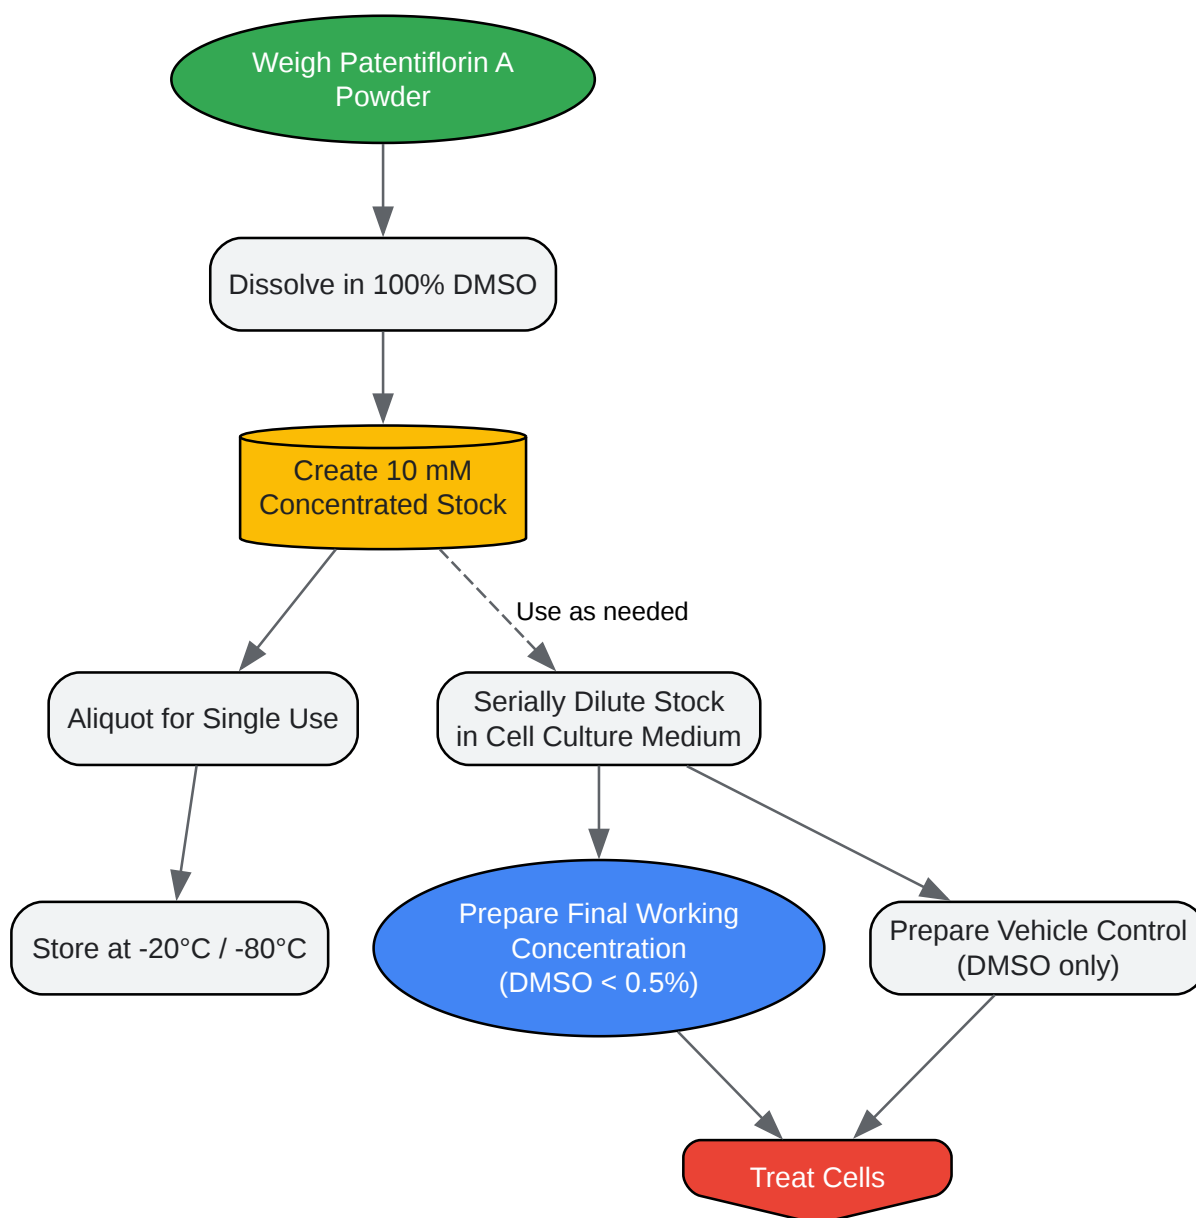 Weigh Patentiflorin A
Powder
Dissolve in 100% DMSO
Create 10 mM
Concentrated Stock
Use as needed
Aliquot for Single Use
Serially Dilute Stock
in Cell Culture Medium
Store at -20°C / -80°C
Prepare Final Working
Concentration
(DMSO < 0.5%)
Prepare Vehicle Control
(DMSO only)
Treat Cells